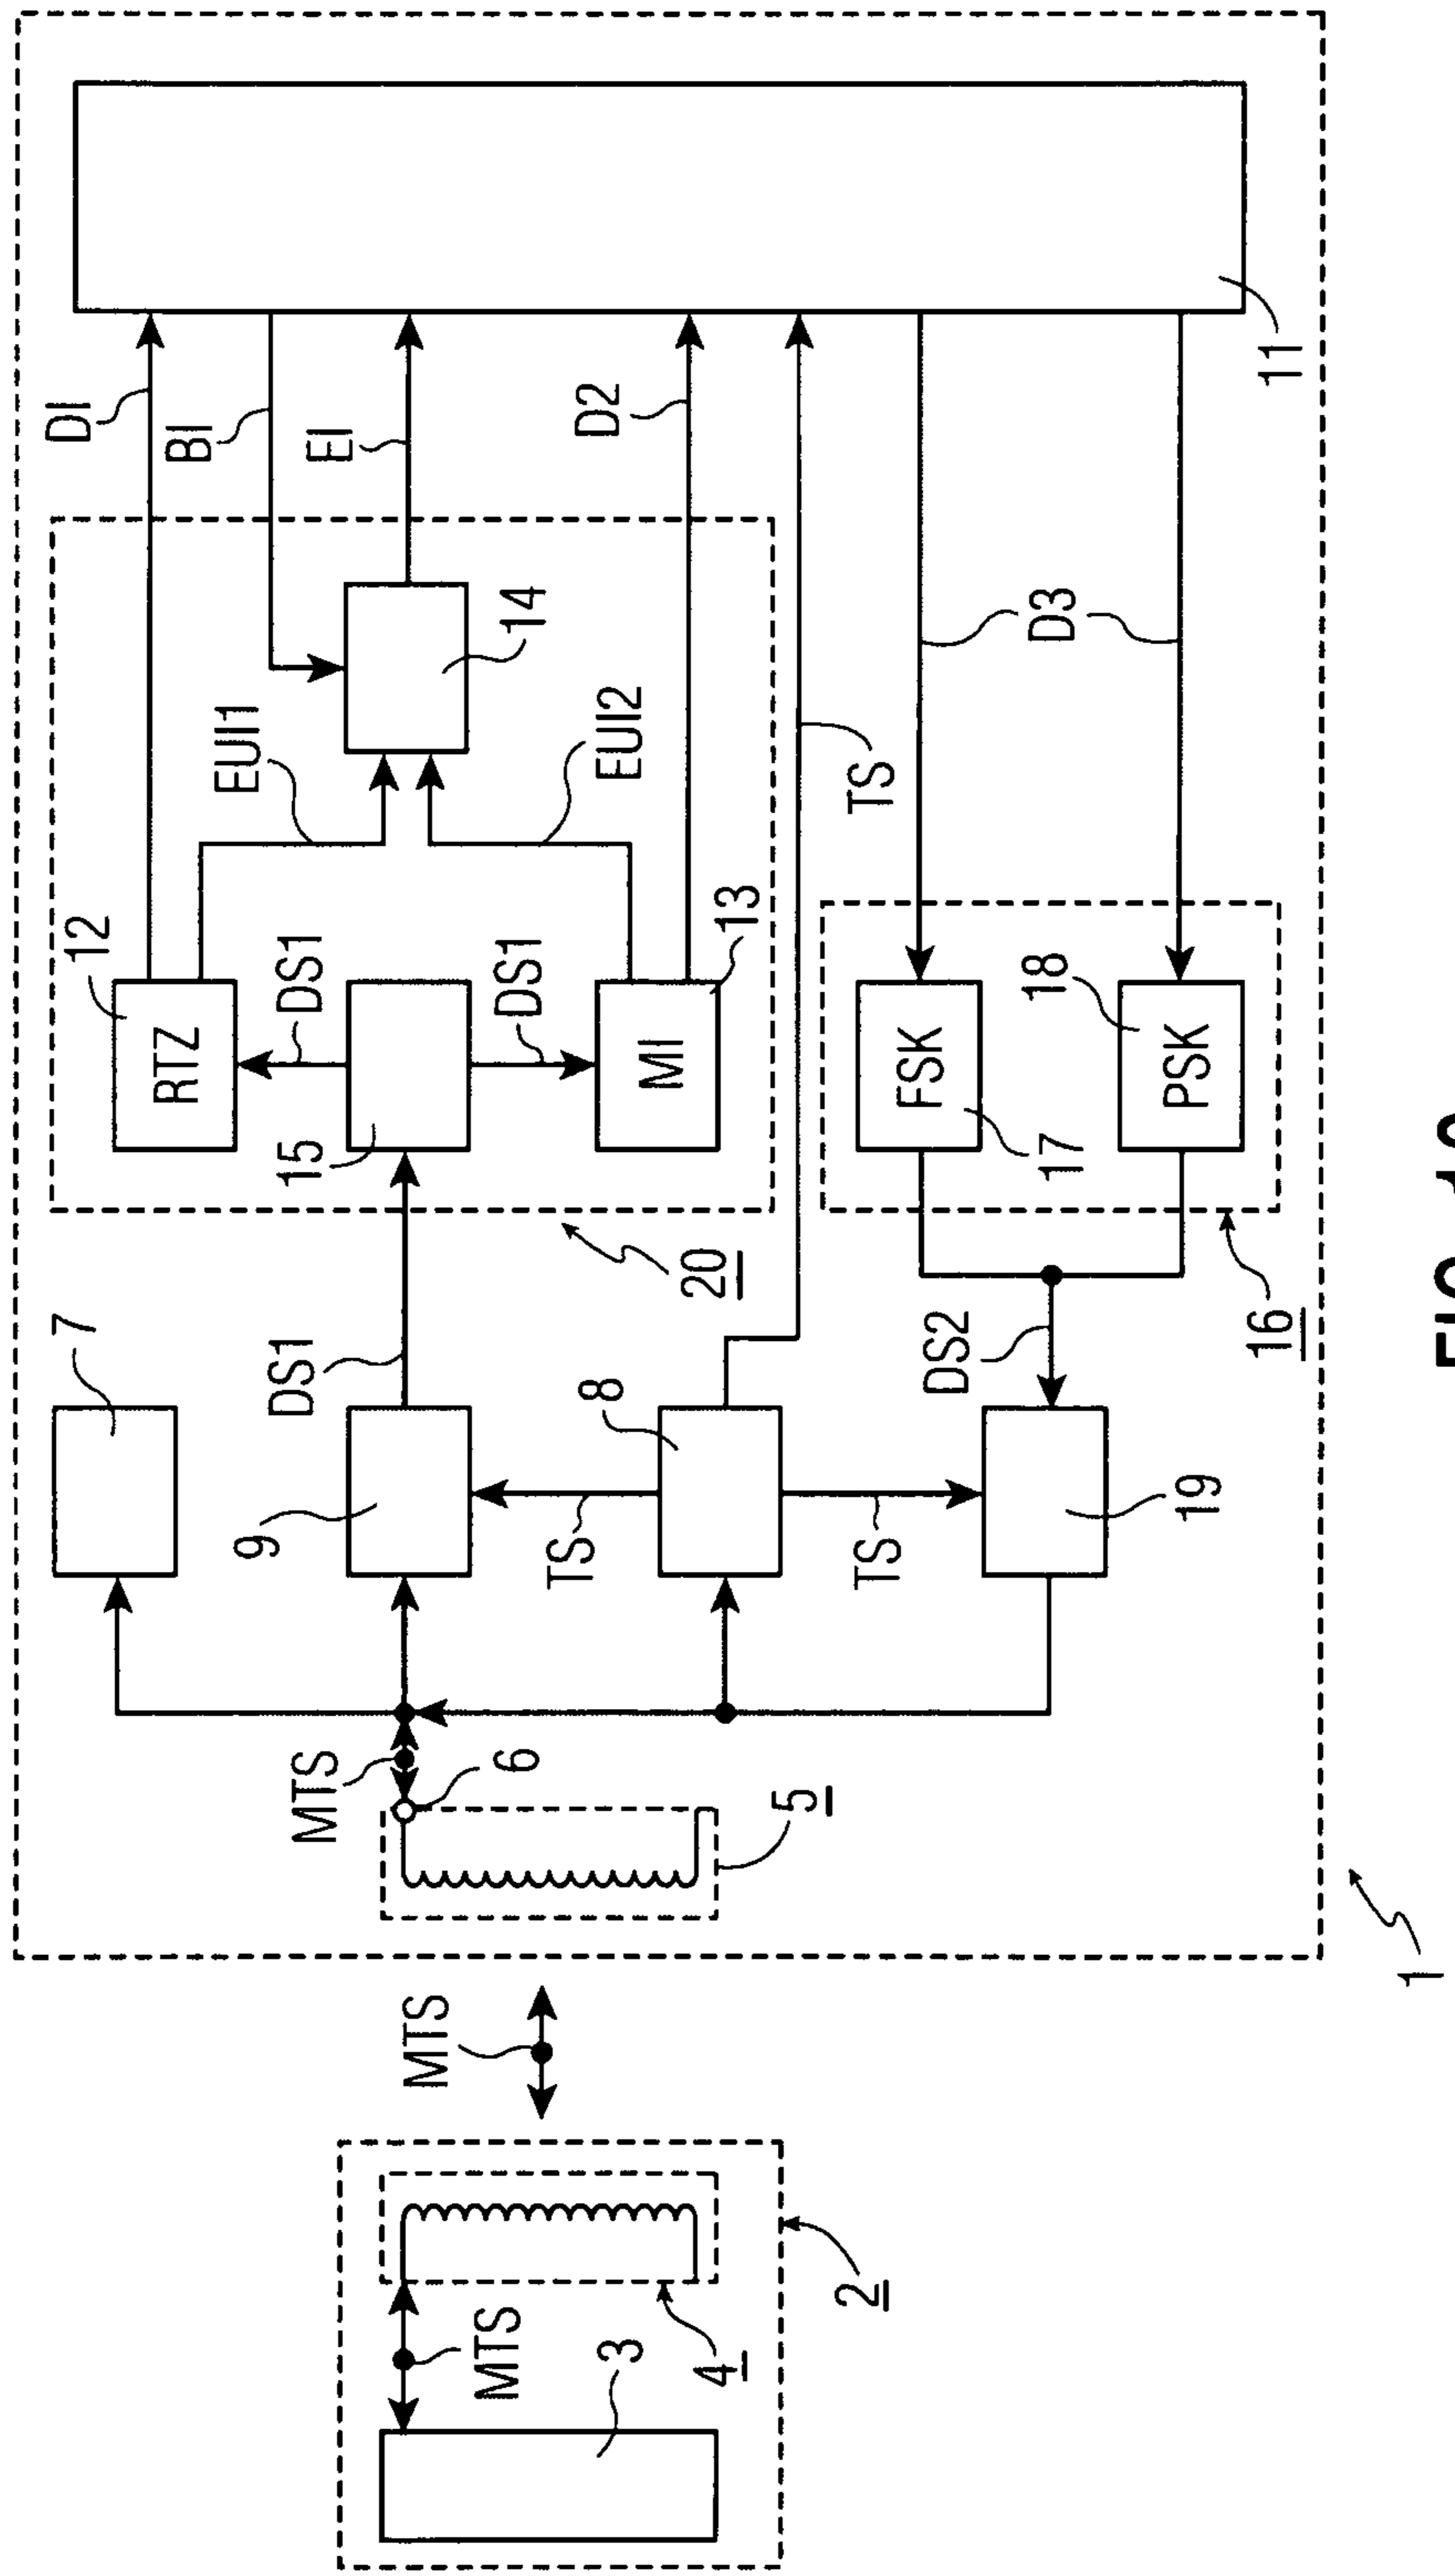 DI
BI
EI
D2
11
EUI1
14
EUI2
TS
D3
12
RTZ
DS1
15
DS1
MI
13
FSK
17
18
PSK
20
16
7
DS1
9
8
TS
TS
DS2
19
MTS
6
5
1
MTS
MTS
3
4
2